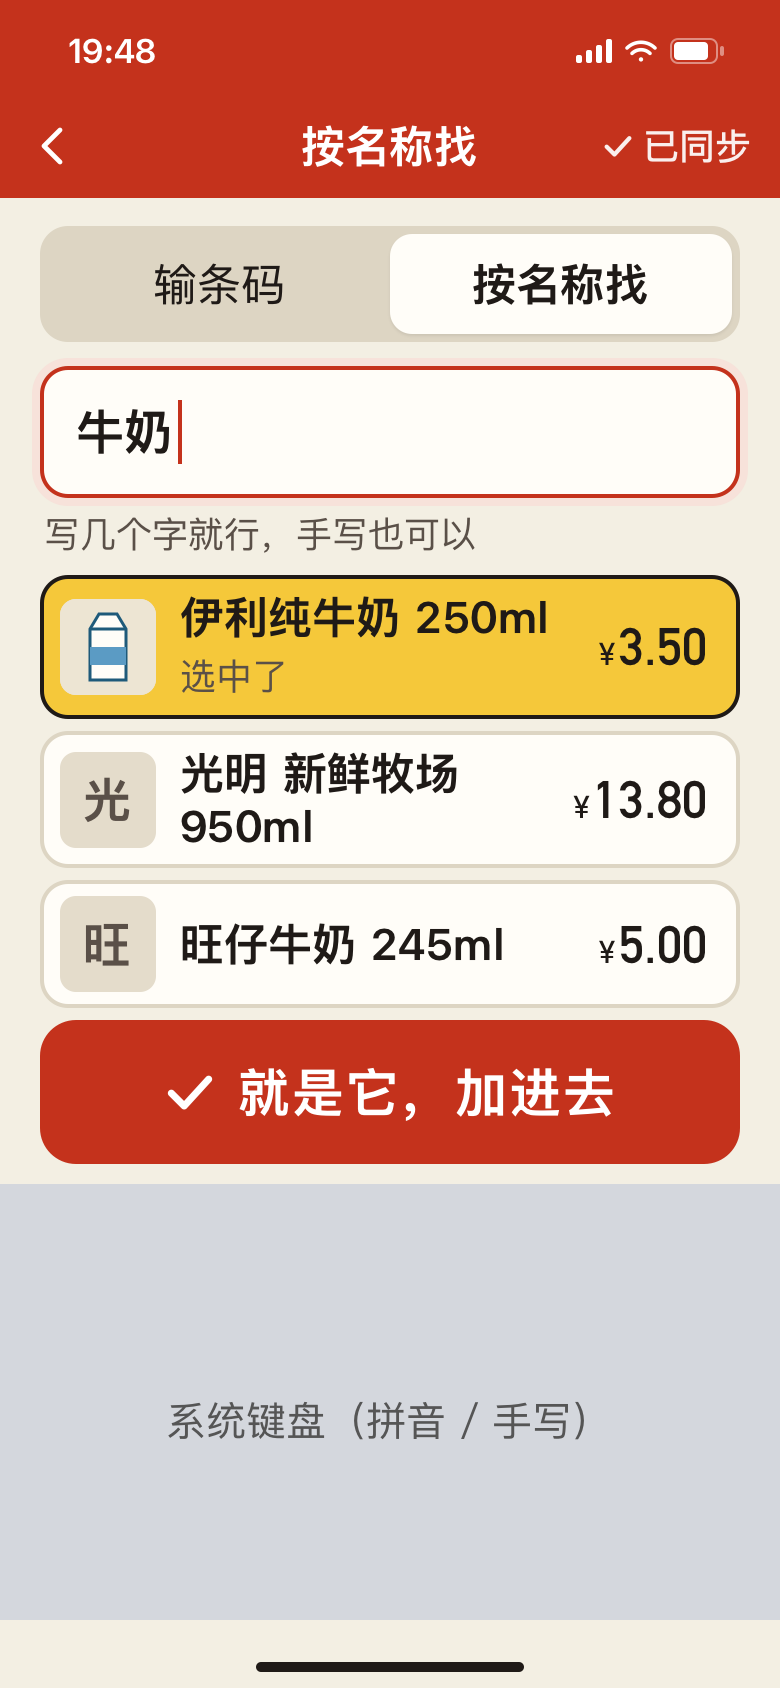 19:48
按名称找
已同步
输条码
按名称找
牛奶
写几个字就行，手写也可以
伊利纯牛奶 250ml
选中了
¥3.50
光
光明 新鲜牧场
950ml
¥13.80
旺
旺仔牛奶 245ml
¥5.00
就是它，加进去
系统键盘（拼音 / 手写）